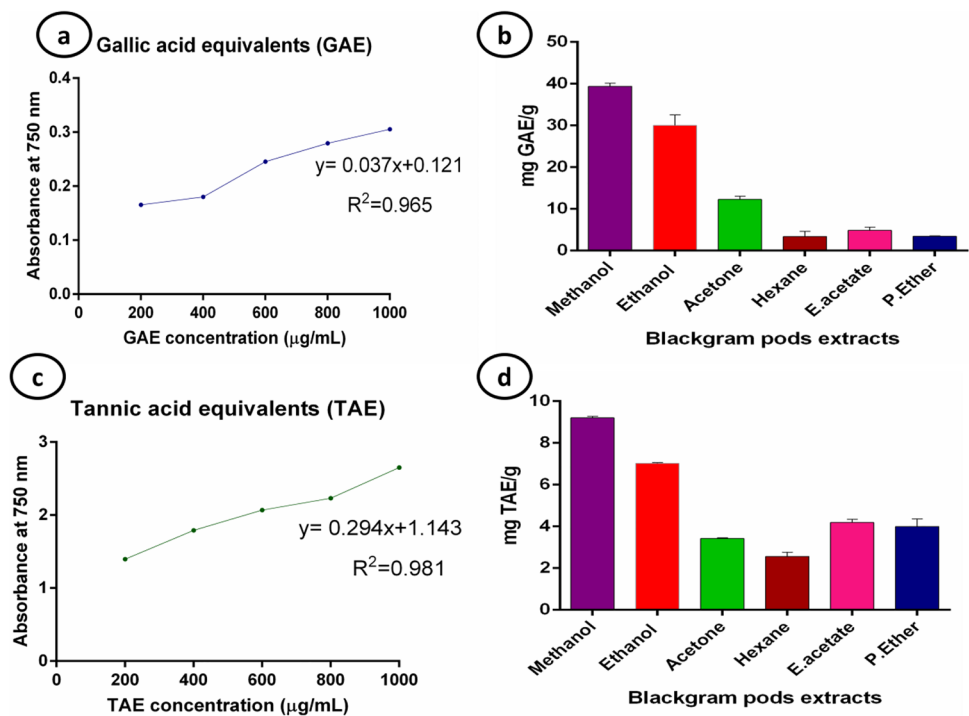 a
Gallic acid equivalents (GAE)
Absorbance at 750 nm
0.4
0.3
0.2
0.1
0.0
0 200 400 600 800 1000
y= 0.037x+0.121
R²=0.965
GAE concentration (μg/mL)
b
mg GAE/g
50
40
30
20
10
0
Methanol
Ethanol
Acetone
Hexane
E.acetate
P.Ether
Blackgram pods extracts
c
Tannic acid equivalents (TAE)
Absorbance at 750 nm
3
2
1
0
0 200 400 600 800 1000
y= 0.294x+1.143
R²=0.981
TAE concentration (μg/mL)
d
mg TAE/g
10
8
6
4
2
0
Methanol
Ethanol
Acetone
Hexane
E.acetate
P.Ether
Blackgram pods extracts